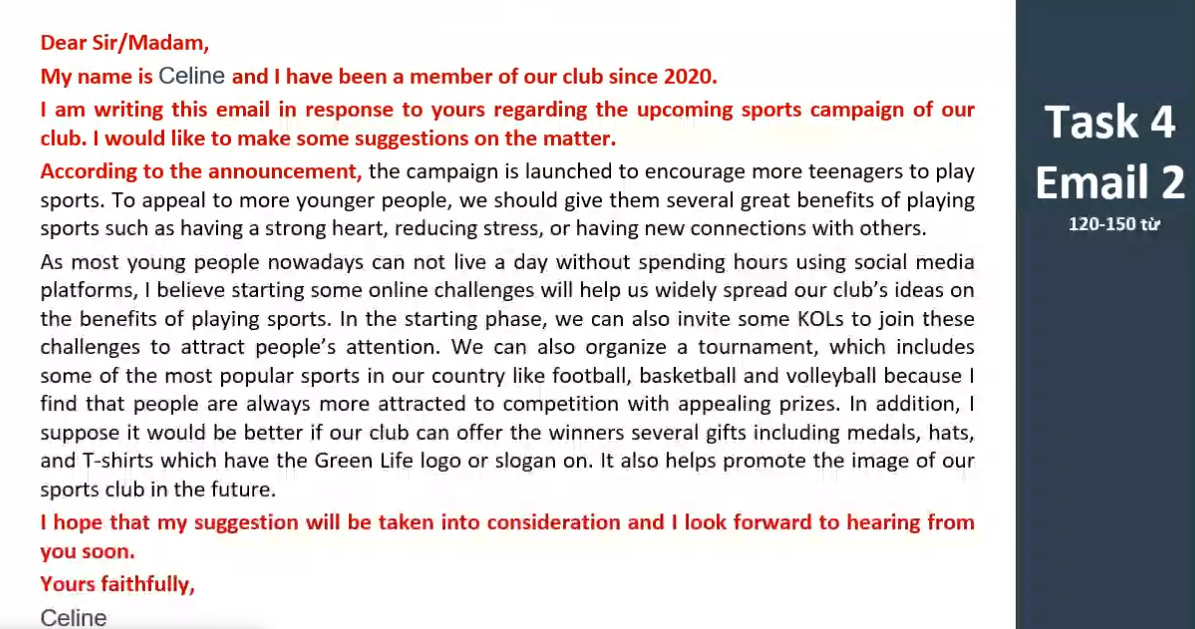 Dear Sir/Madam,
My name is Celine and I have been a member of our club since 2020.
I am writing this email in response to yours regarding the upcoming sports campaign of our
club. I would like to make some suggestions on the matter.
According to the announcement, the campaign is launched to encourage more teenagers to play
sports. To appeal to more younger people, we should give them several great benefits of playing
sports such as having a strong heart, reducing stress, or having new connections with others.
As most young people nowadays can not live a day without spending hours using social media
platforms, I believe starting some online challenges will help us widely spread our club's ideas on
the benefits of playing sports. In the starting phase, we can also invite some KOLs to join these
challenges to attract people's attention. We can also organize a tournament, which includes
some of the most popular sports in our country like football, basketball and volleyball because I
find that people are always more attracted to competition with appealing prizes. In addition, I
suppose it would be better if our club can offer the winners several gifts including medals, hats,
and T-shirts which have the Green Life logo or slogan on. It also helps promote the image of our
sports club in the future.
I hope that my suggestion will be taken into consideration and I look forward to hearing from
you soon.
Yours faithfully,
Celine
Task 4
Email 2
120-150 từ